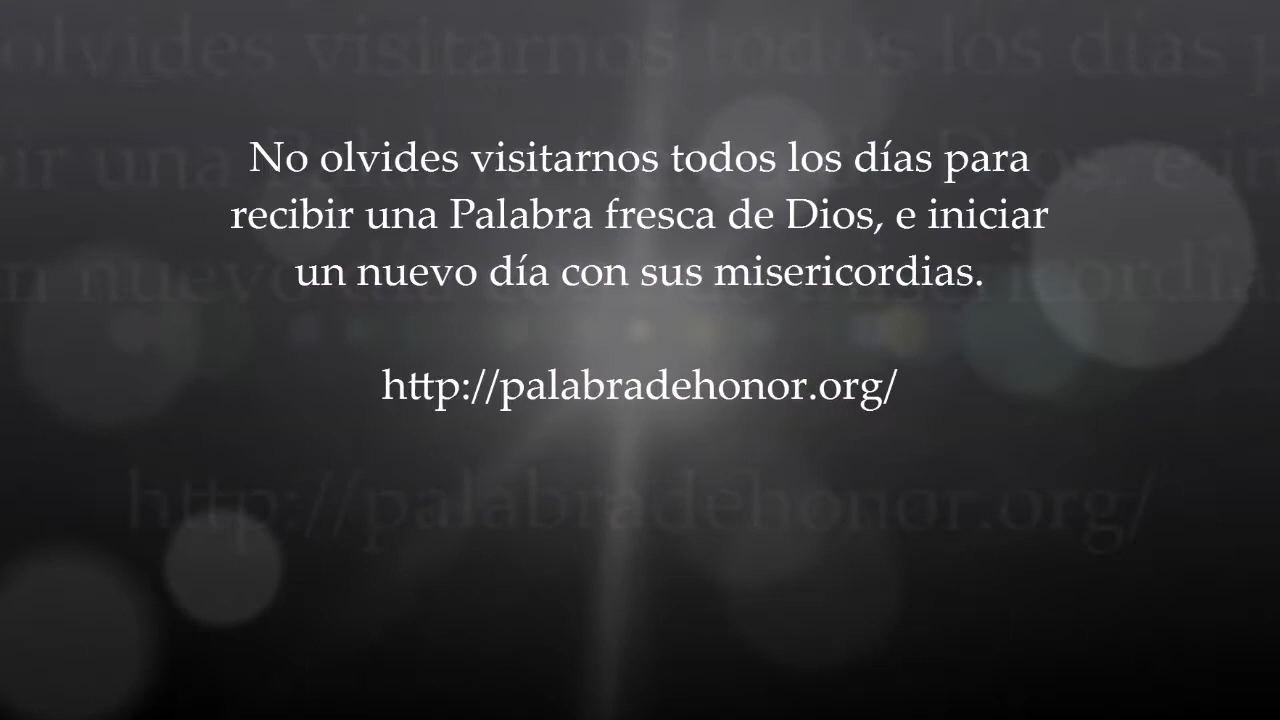 No olvides visitarnos todos los días para
recibir una Palabra fresca de Dios, e iniciar
un nuevo día con sus misericordias.
http://palabradehonor.org/